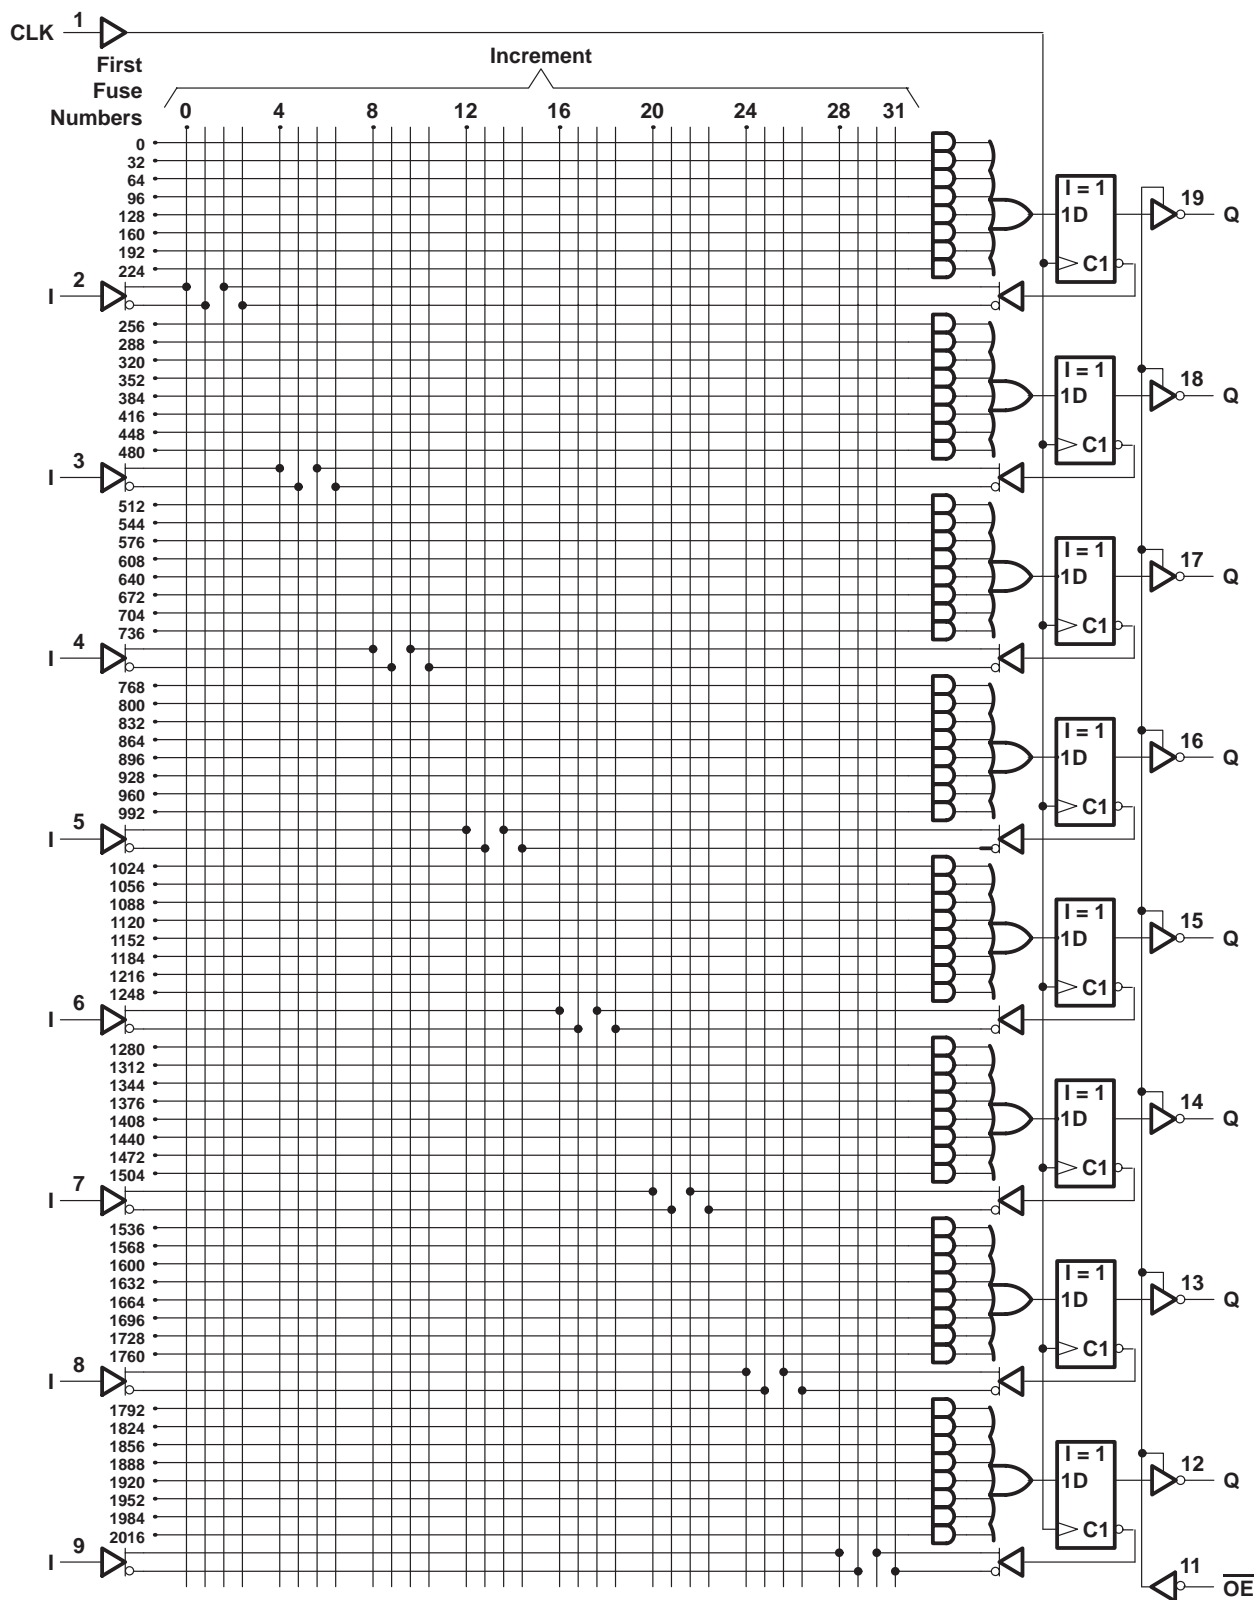 CLK 1
First Increment
Fuse
Numbers 0 4 8 12 16 20 24 28 31
0
32
64
96
128
160
192
224
I = 1
1D
C1
19 Q
I 2
256
288
320
352
384
416
448
480
I = 1
1D
C1
18 Q
I 3
512
544
576
608
640
672
704
736
I = 1
1D
C1
17 Q
I 4
768
800
832
864
896
928
960
992
I = 1
1D
C1
16 Q
I 5
1024
1056
1088
1120
1152
1184
1216
1248
I = 1
1D
C1
15 Q
I 6
1280
1312
1344
1376
1408
1440
1472
1504
I = 1
1D
C1
14 Q
I 7
1536
1568
1600
1632
1664
1696
1728
1760
I = 1
1D
C1
13 Q
I 8
1792
1824
1856
1888
1920
1952
1984
2016
I = 1
1D
C1
12 Q
I 9
11 O̅E̅